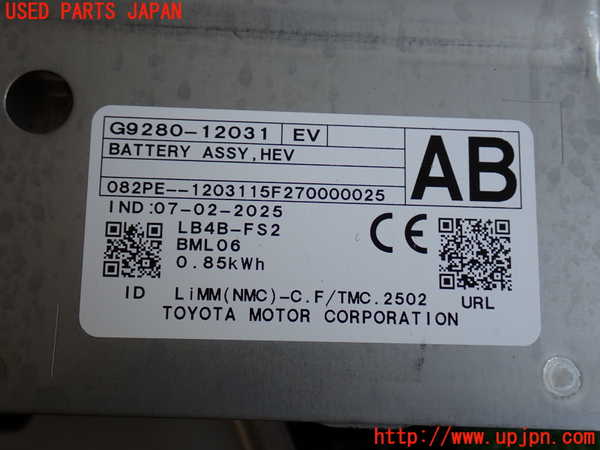 USED PARTS JAPAN
G9280-12031 EV
BATTERY ASSY,HEV
AB
082PE--1203115F270000025
IND:07-02-2025
LB4B-FS2
BML06
0.85kWh
CE
ID LiMM(NMC)-C.F/TMC.2502 URL
TOYOTA MOTOR CORPORATION
http://www.upjpn.com/